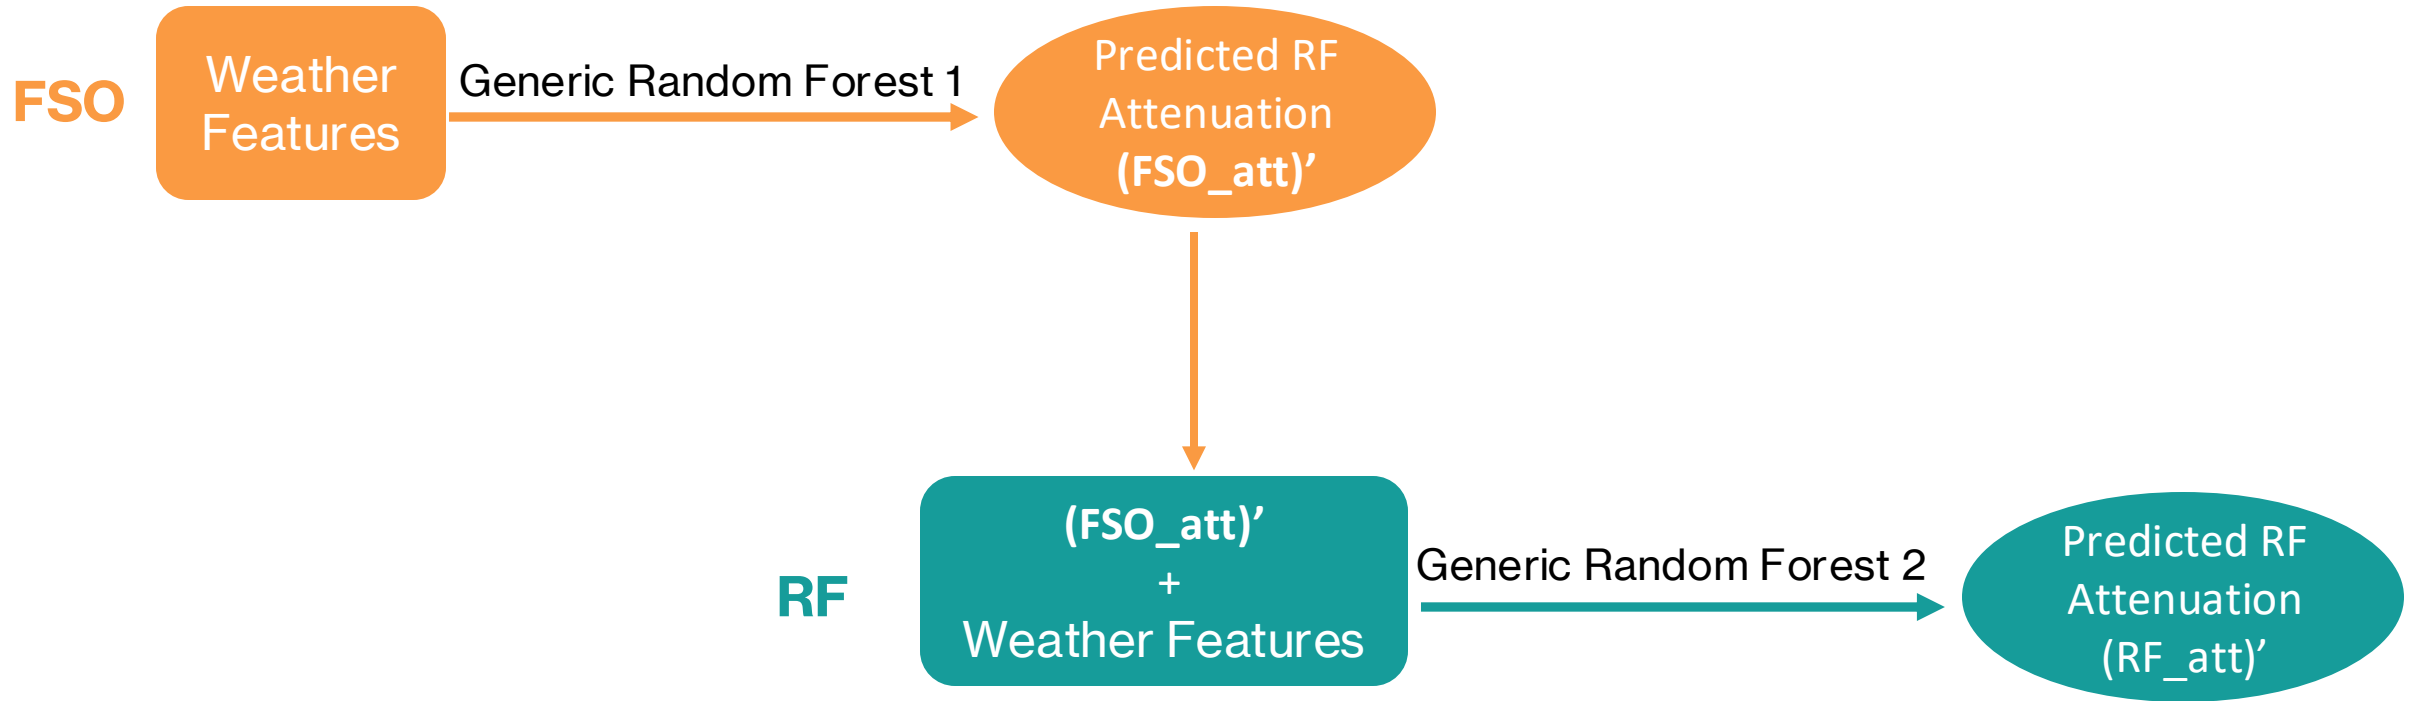 FSO
Weather
Features
Generic Random Forest 1
Predicted RF
Attenuation
(FSO_att)’
RF
(FSO_att)’
+
Weather Features
Generic Random Forest 2
Predicted RF
Attenuation
(RF_att)’